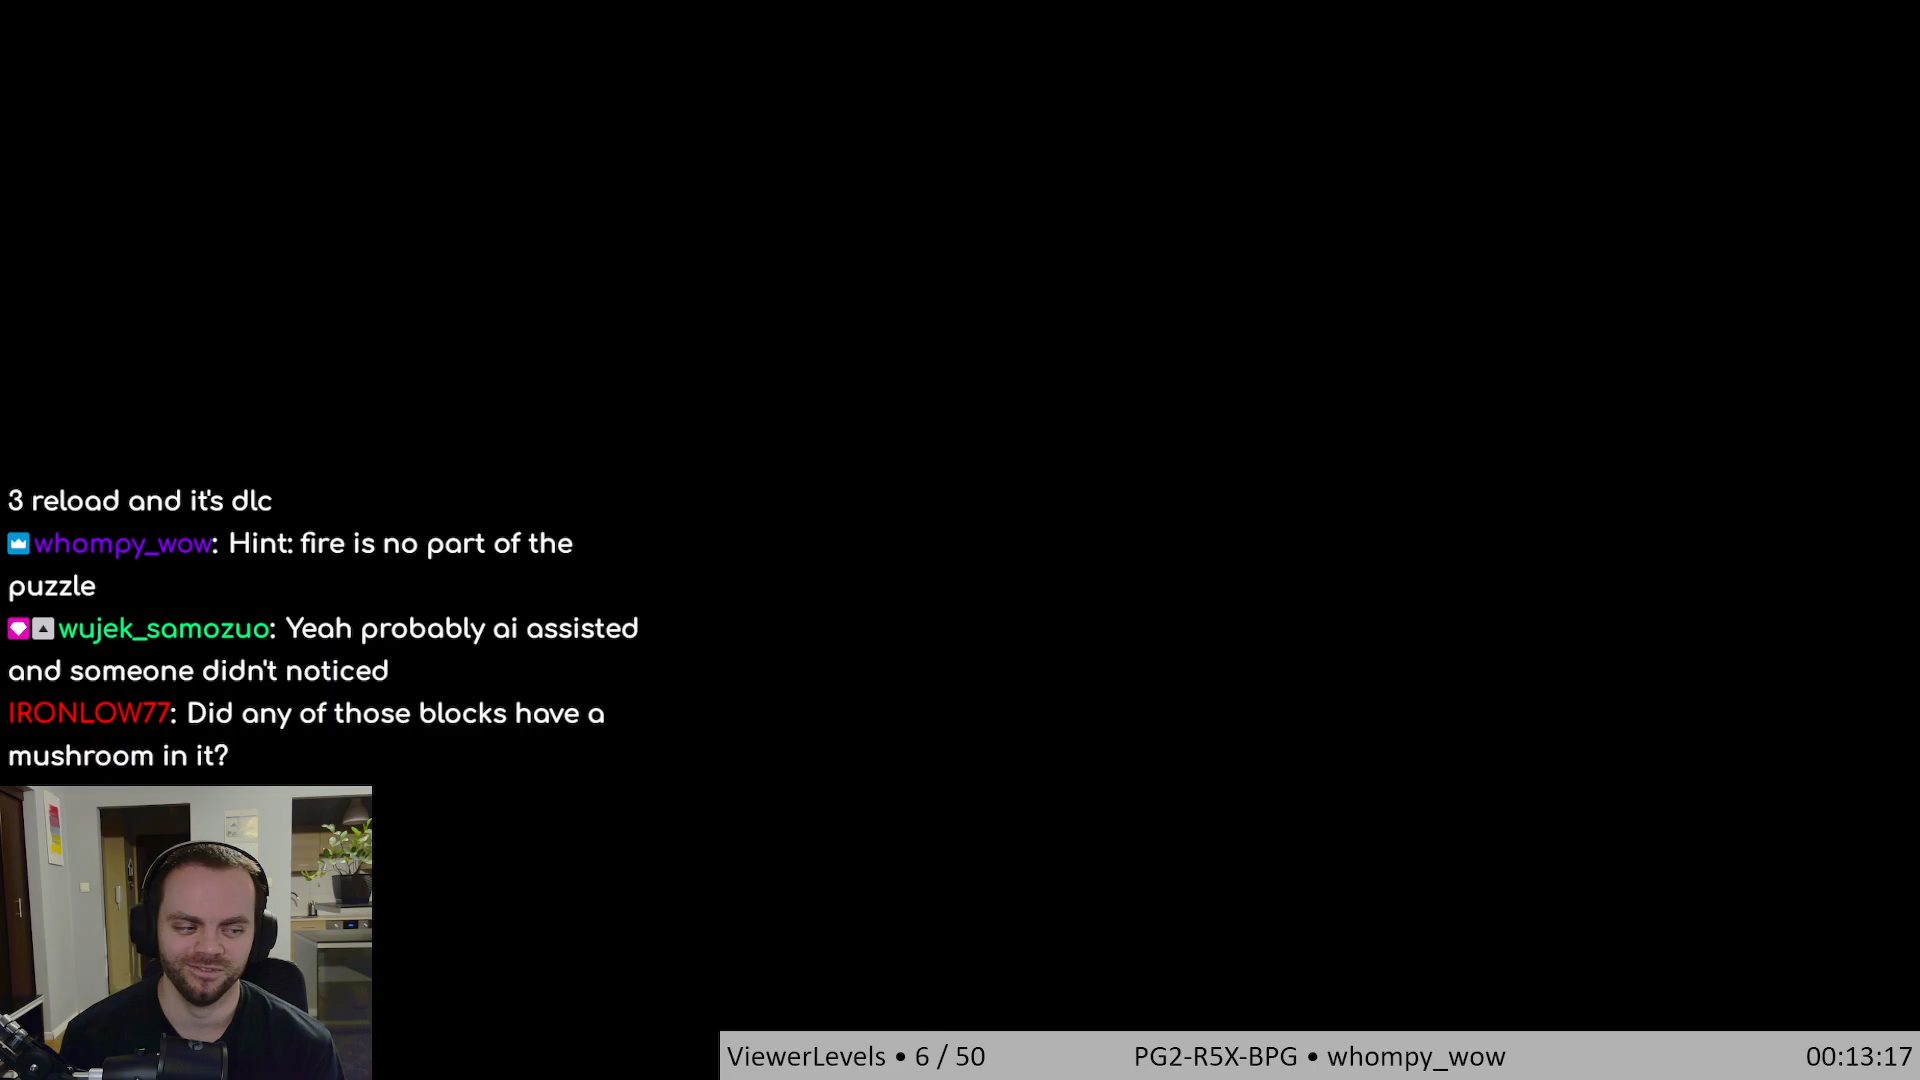 3 reload and it's dlc
whompy_wow: Hint: fire is no part of the
puzzle
wujek_samozuo: Yeah probably ai assisted
and someone didn't noticed
IRONLOW77: Did any of those blocks have a
mushroom in it?
ViewerLevels • 6 / 50 PG2-R5X-BPG • whompy_wow 00:13:17